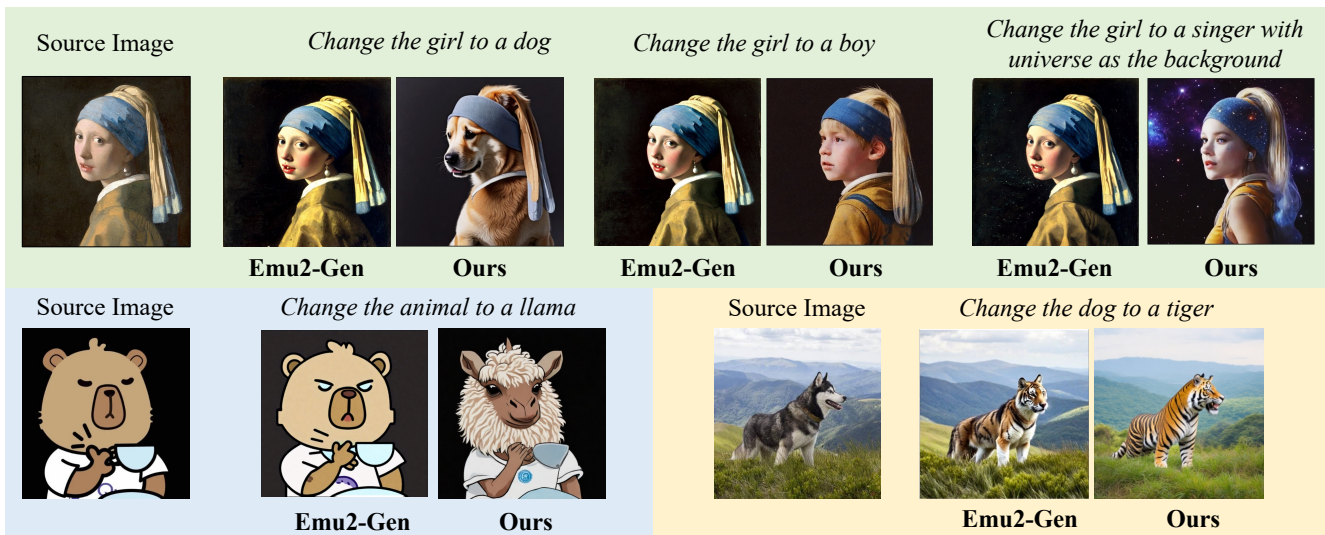 Source Image
Change the girl to a dog
Change the girl to a boy
Change the girl to a singer with
universe as the background
Emu2-Gen
Ours
Emu2-Gen
Ours
Emu2-Gen
Ours
Source Image
Change the animal to a llama
Source Image
Change the dog to a tiger
Emu2-Gen
Ours
Emu2-Gen
Ours